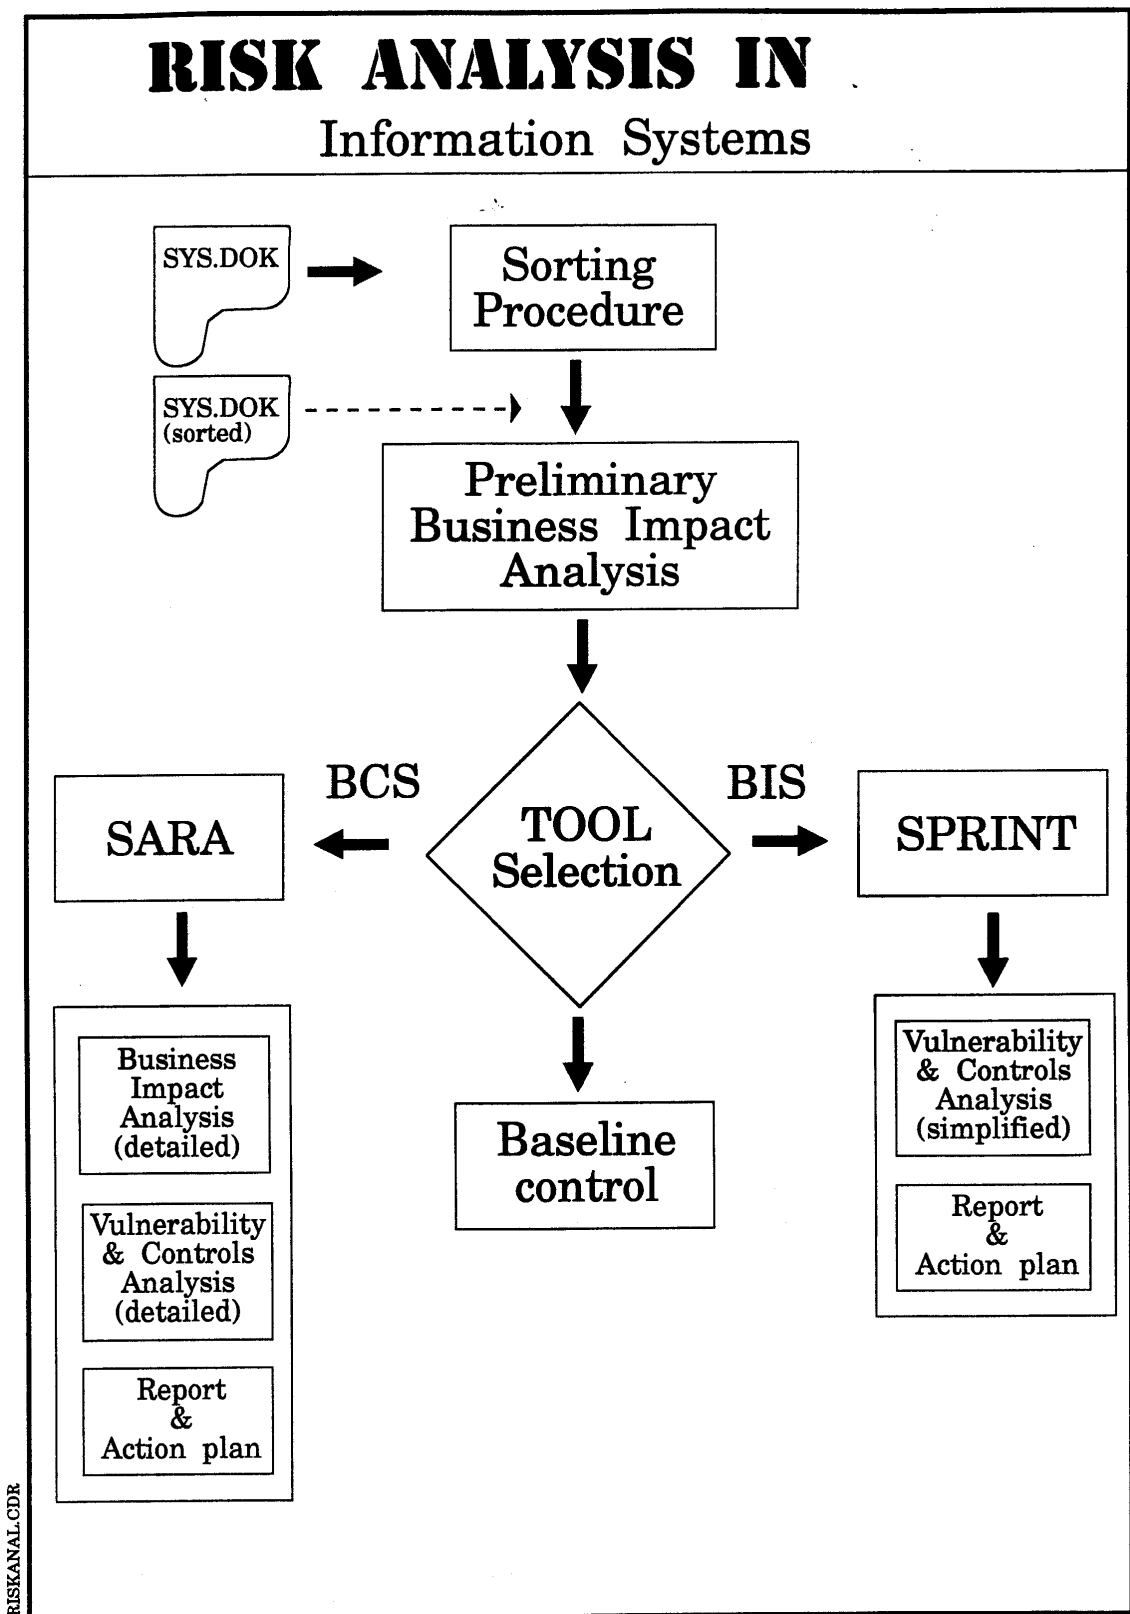 RISK ANALYSIS IN
Information Systems
SYS.DOK
Sorting
Procedure
SYS.DOK
(sorted)
Preliminary
Business Impact
Analysis
BCS
BIS
SARA
TOOL
Selection
SPRINT
Business
Impact
Analysis
(detailed)
Vulnerability
& Controls
Analysis
(detailed)
Report
&
Action plan
Baseline
control
Vulnerability
& Controls
Analysis
(simplified)
Report
&
Action plan
RISKANAL.CDR